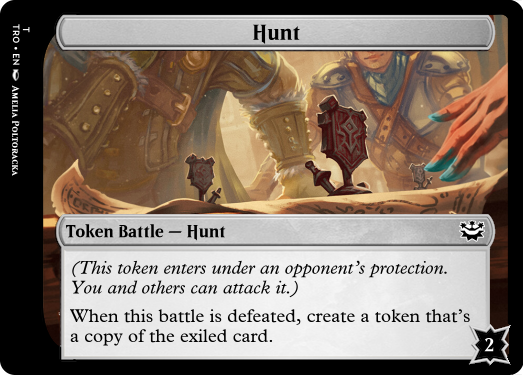 Hunt
Token Battle — Hunt
(This token enters under an opponent's protection.
You and others can attack it.)
When this battle is defeated, create a token that's
a copy of the exiled card.
2
T
TRO • EN AMELIA POLTORACKA